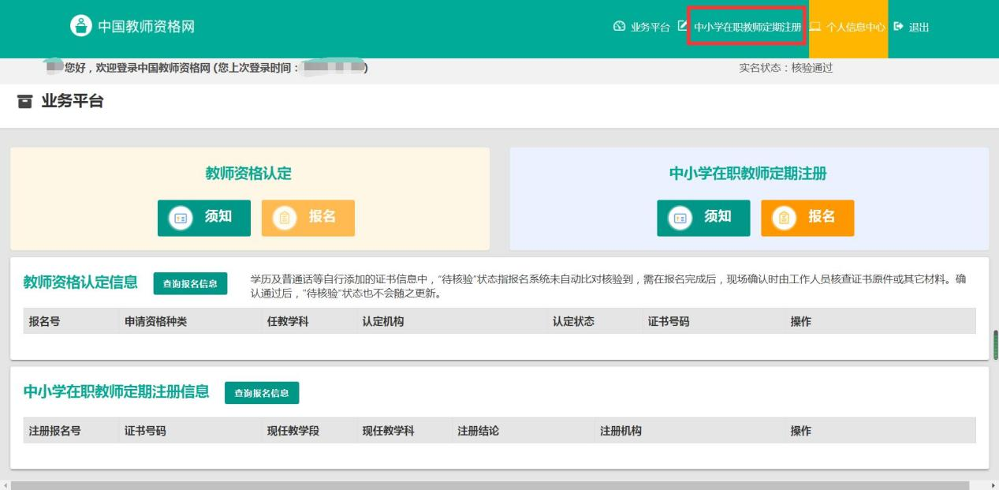 中国教师资格网
业务平台 中小学在职教师定期注册 个人信息中心 退出
您好，欢迎登录中国教师资格网 (您上次登录时间： ) 实名状态：核验通过
业务平台
教师资格认定 中小学在职教师定期注册
须知 报名 须知 报名
教师资格认定信息 查询报名信息
学历及普通话等自行添加的证书信息中，"待核验"状态指报名系统未自动比对核验到，需在报名完成后，现场确认时由工作人员核查证书原件或其它材料。确
认通过后，"待核验"状态也不会随之更新。
报名号 申请资格种类 任教学科 认定机构 认定状态 证书号码 操作
中小学在职教师定期注册信息 查询报名信息
注册报名号 证书号码 现任教学段 现任教学科 注册结论 注册机构 操作